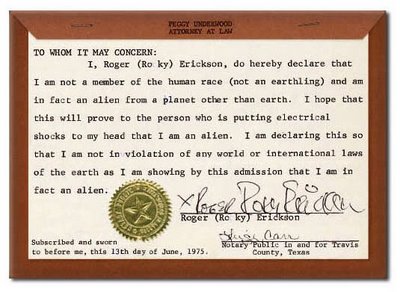 PEGGY UNDERWOOD
ATTORNEY AT LAW
TO WHOM IT MAY CONCERN:
I, Roger (Ro ky) Erickson, do hereby declare that
I am not a member of the human race (not an earthling) and am
in fact an alien from a planet other than earth. I hope that
this will prove to the person who is putting electrical
shocks to my head that I am an alien. I am declaring this so
that I am not in violation of any world or international laws
of the earth as I am showing by this admission that I am in
fact an alien.
X Roger Roky Erickson
Roger (Ro ky) Erickson
Subscribed and sworn
to before me, this 13th day of June, 1975.
Notary Public in and for Travis
County, Texas